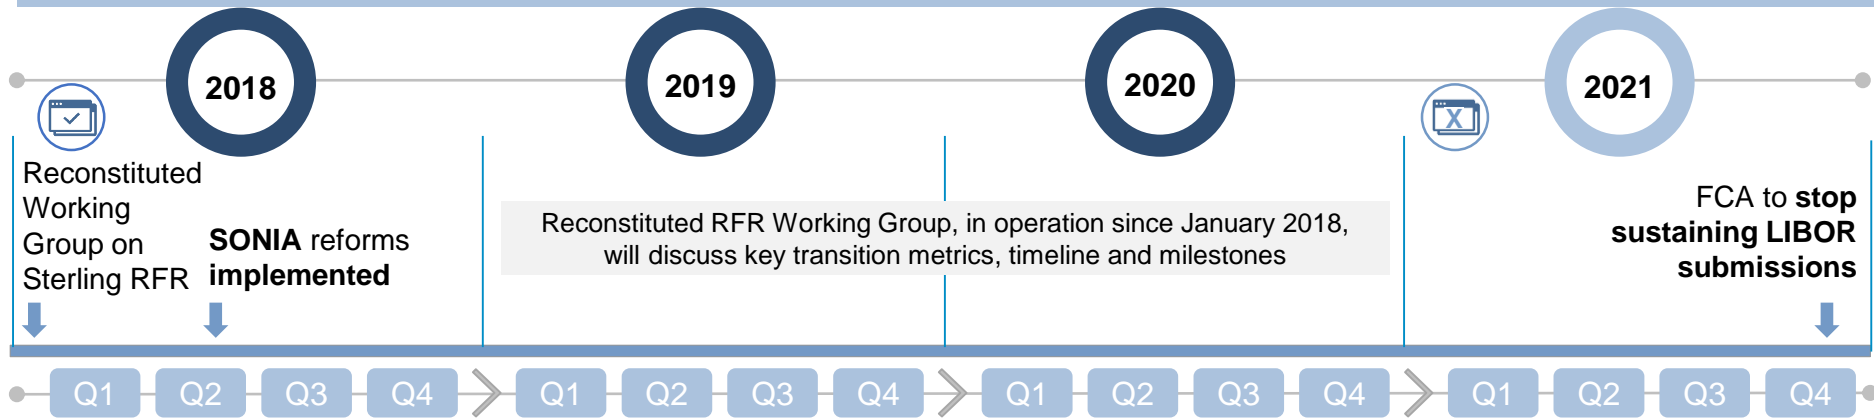 2018
2019
2020
2021
X
Reconstituted
Working
Group on
Sterling RFR
SONIA reforms
implemented
Reconstituted RFR Working Group, in operation since January 2018,
will discuss key transition metrics, timeline and milestones
FCA to stop
sustaining LIBOR
submissions
Q1 Q2 Q3 Q4 Q1 Q2 Q3 Q4 Q1 Q2 Q3 Q4 Q1 Q2 Q3 Q4